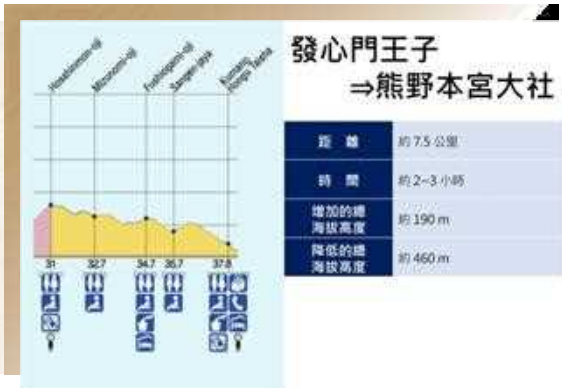 發心門王子
⇒熊野本宮大社
Hosshinmon-oji
Mizunomi-oji
Fushiogami-oji
Sangen-jaya
Kumano
Hongu Taisha
距 離
約 7.5 公里
時 間
約 2~3 小時
增加的總
海拔高度
約 190 m
降低的總
海拔高度
約 460 m
31
32.7
34.7
35.7
37.8